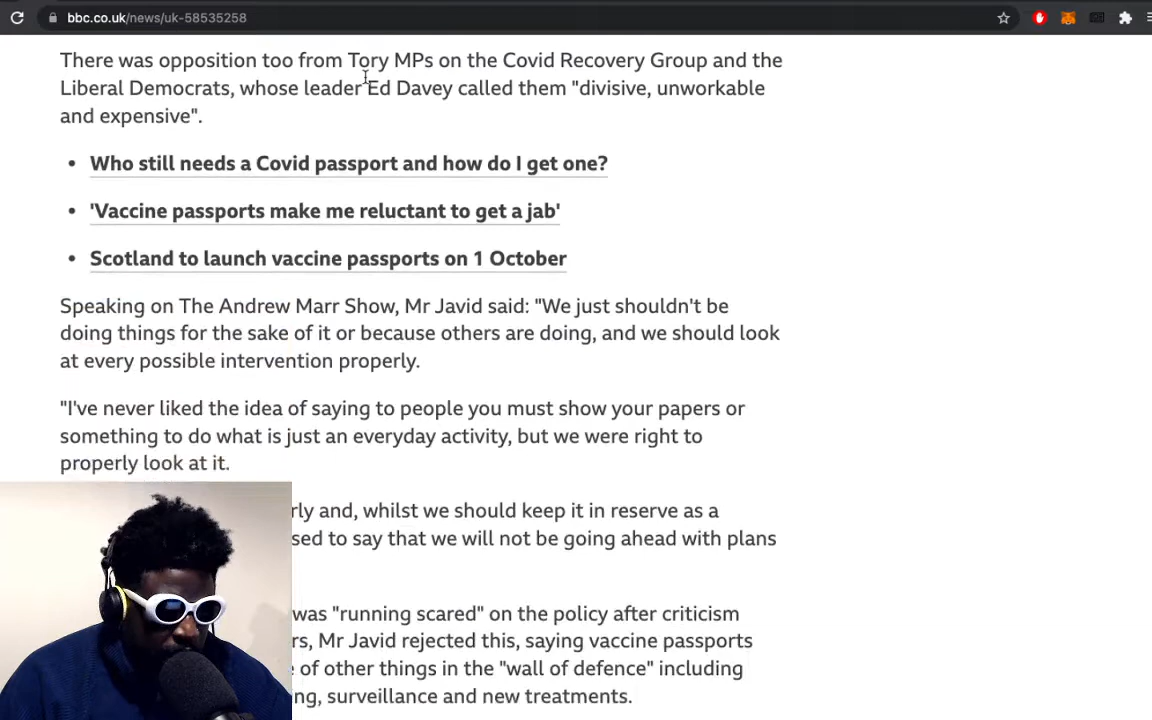 bbc.co.uk/news/uk-58535258
There was opposition too from Tory MPs on the Covid Recovery Group and the
Liberal Democrats, whose leader Ed Davey called them "divisive, unworkable
and expensive".
• Who still needs a Covid passport and how do I get one?
• 'Vaccine passports make me reluctant to get a jab'
• Scotland to launch vaccine passports on 1 October
Speaking on The Andrew Marr Show, Mr Javid said: "We just shouldn't be
doing things for the sake of it or because others are doing, and we should look
at every possible intervention properly.
"I've never liked the idea of saying to people you must show your papers or
something to do what is just an everyday activity, but we were right to
properly look at it.
rly and, whilst we should keep it in reserve as a
sed to say that we will not be going ahead with plans
was "running scared" on the policy after criticism
rs, Mr Javid rejected this, saying vaccine passports
of other things in the "wall of defence" including
ng, surveillance and new treatments.